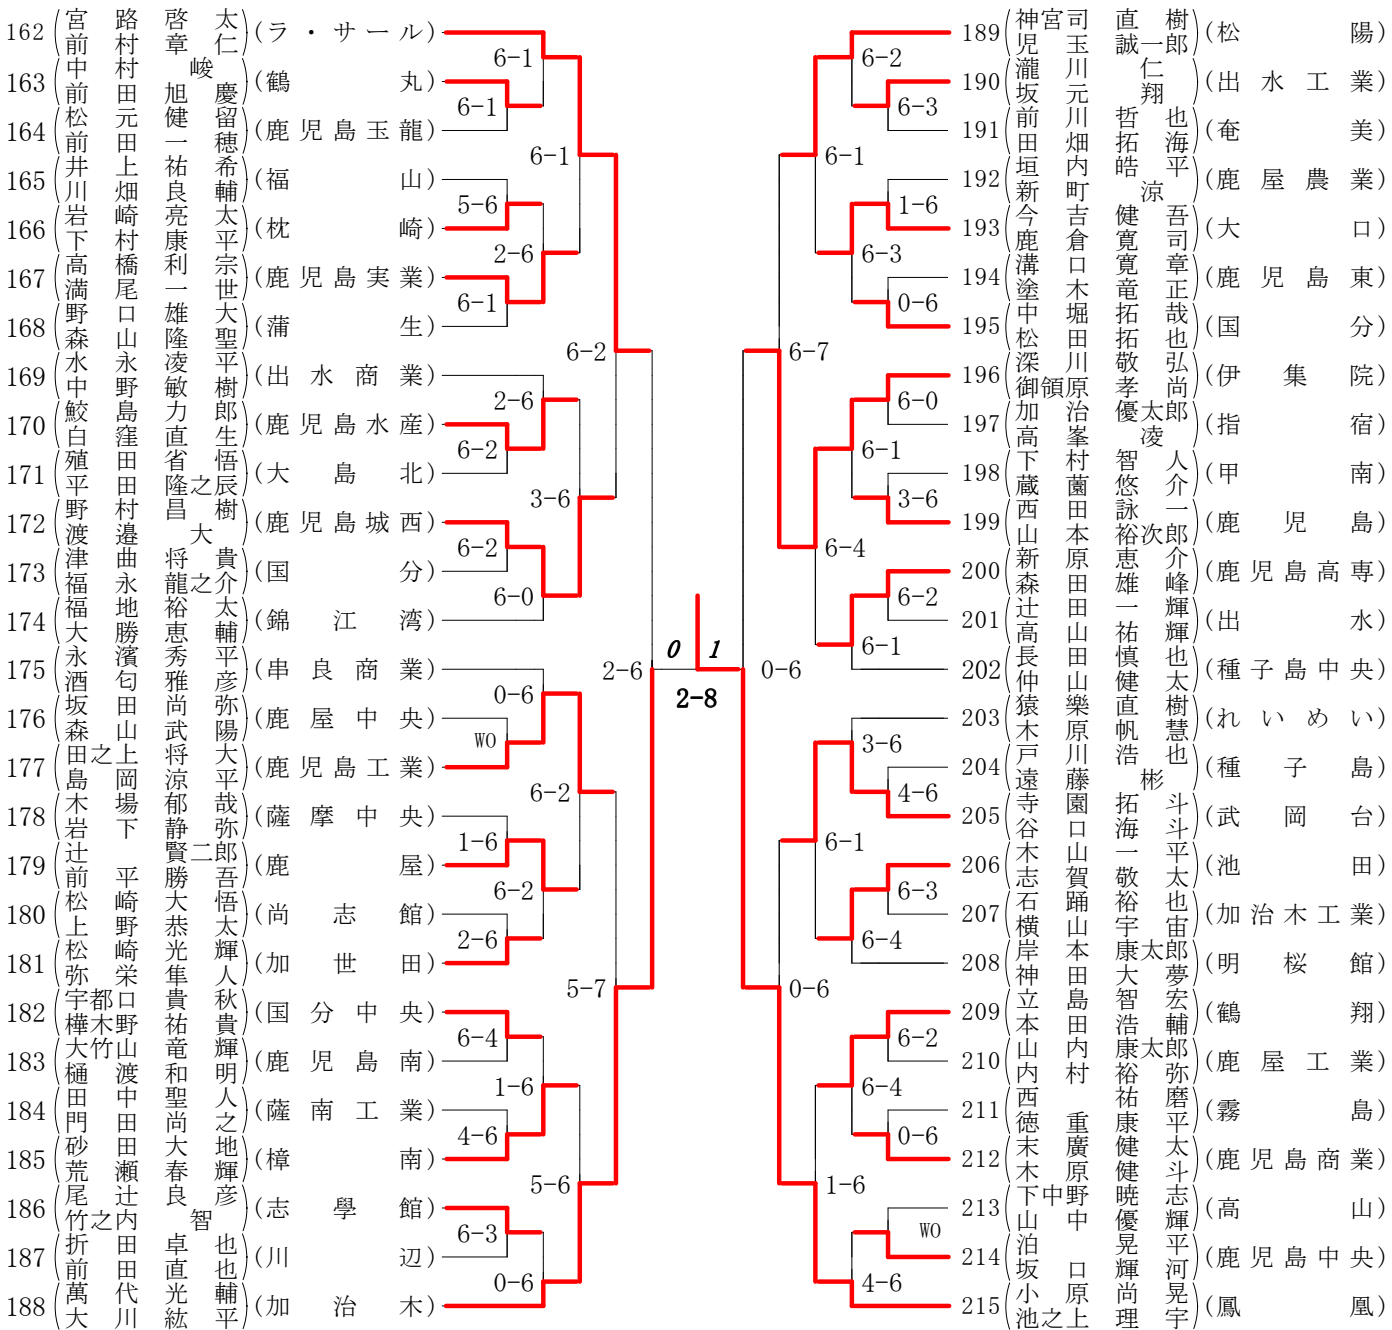 162 (宮路啓太 前村章仁) (ラ・サール)
163 (中村峻 前田旭慶) (鶴丸)
164 (松元健留 前田一穂) (鹿児島玉龍)
165 (井上祐希 川畑良輔) (福山)
166 (岩崎亮太 下村康平) (枕崎)
167 (高橋利宗 満尾一世) (鹿児島実業)
168 (野口雄大 森山隆聖) (蒲生)
169 (水永凌平 中野敏樹) (出水商業)
170 (鮫島力郎 白窪直生) (鹿児島水産)
171 (殖田省悟 平田隆之辰) (大島北)
172 (野村昌樹 渡邉大) (鹿児島城西)
173 (津曲将貴 福永龍之介) (国分)
174 (福地裕太 大勝恵輔) (錦江湾)
175 (永濱秀平 酒匂雅彦) (串良商業)
176 (坂田尚弥 森山武陽) (鹿屋中央)
177 (田之上将大 島岡涼平) (鹿児島工業)
178 (木場郁哉 岩下静弥) (薩摩中央)
179 (辻賢二郎 前平勝吾) (鹿屋)
180 (松崎大悟 上野恭太) (尚志館)
181 (松崎光輝 弥栄隼人) (加世田)
182 (宇都口貴秋 樺木野祐貴) (国分中央)
183 (大竹山竜輝 樋渡和明) (鹿児島南)
184 (田中聖人 門田尚之) (薩南工業)
185 (砂田大地 荒瀬春輝) (樟南)
186 (尾辻良彦 竹之内智) (志學館)
187 (折田卓也 前田直也) (川辺)
188 (萬代光輔 大川紘平) (加治木)
6-1
6-1
6-1
5-6
2-6
6-1
6-2
2-6
6-2
3-6
6-2
6-0
2-6
0-6
WO
6-2
1-6
6-2
2-6
5-7
6-4
1-6
4-6
5-6
6-3
0-6
0 1
2-8
189 (神宮司直樹 児玉誠一郎) (松陽)
190 (瀧川仁 坂元翔) (出水工業)
191 (前川哲也 田畑拓海) (奄美)
192 (垣内皓平 新町涼) (鹿屋農業)
193 (今吉健吾 鹿倉寛司) (大口)
194 (溝口寛章 塗木竜正) (鹿児島東)
195 (中堀拓哉 松田拓也) (国分)
196 (深川敬弘 御領原孝尚) (伊集院)
197 (加治優太郎 高峯凌) (指宿)
198 (下村智人 蔵薗悠介) (甲南)
199 (西田詠一 山本裕次郎) (鹿児島)
200 (新原恵介 森田雄峰) (鹿児島高専)
201 (辻田一輝 高山祐輝) (出水)
202 (長田慎也 仲山健太) (種子島中央)
203 (猿樂直樹 木原帆慧) (れいめい)
204 (戸川浩也 遠藤彬) (種子島)
205 (寺園拓斗 谷口海斗) (武岡台)
206 (木山一平 志賀敬太) (池田)
207 (石踊裕也 横山宇宙) (加治木工業)
208 (岸本康太郎 神田大夢) (明桜館)
209 (立島智宏 本田浩輔) (鶴翔)
210 (山内康太郎 内村裕弥) (鹿屋工業)
211 (西祐磨 徳重康平) (霧島)
212 (末廣健太 木原健斗) (鹿児島商業)
213 (下中野暁志 山中優輝) (高山)
214 (泊晃平 坂口輝河) (鹿児島中央)
215 (小原尚晃 池之上理宇) (鳳凰)
6-2
6-3
6-1
1-6
6-3
0-6
6-7
6-0
6-1
3-6
6-4
6-2
6-1
0-6
3-6
4-6
6-1
6-3
6-4
0-6
6-2
6-4
0-6
1-6
WO
4-6